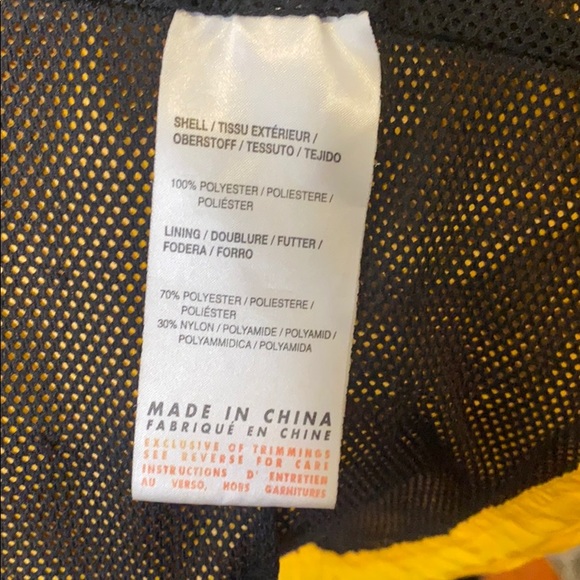 SHELL / TISSU EXTÉRIEUR /
OBERSTOFF / TESSUTO / TEJIDO
100% POLYESTER / POLIESTERE /
POLIÉSTER
LINING / DOUBLURE / FUTTER /
FODERA / FORRO
70% POLYESTER / POLIESTERE /
POLIÉSTER
30% NYLON / POLYAMIDE / POLYAMID /
POLYAMMIDICA / POLYAMIDA
MADE IN CHINA
FABRIQUÉ EN CHINE
EXCLUSIVE OF TRIMMINGS
SEE REVERSE FOR CARE
INSTRUCTIONS D' ENTRETIEN
AU VERSO, HORS GARNITURES